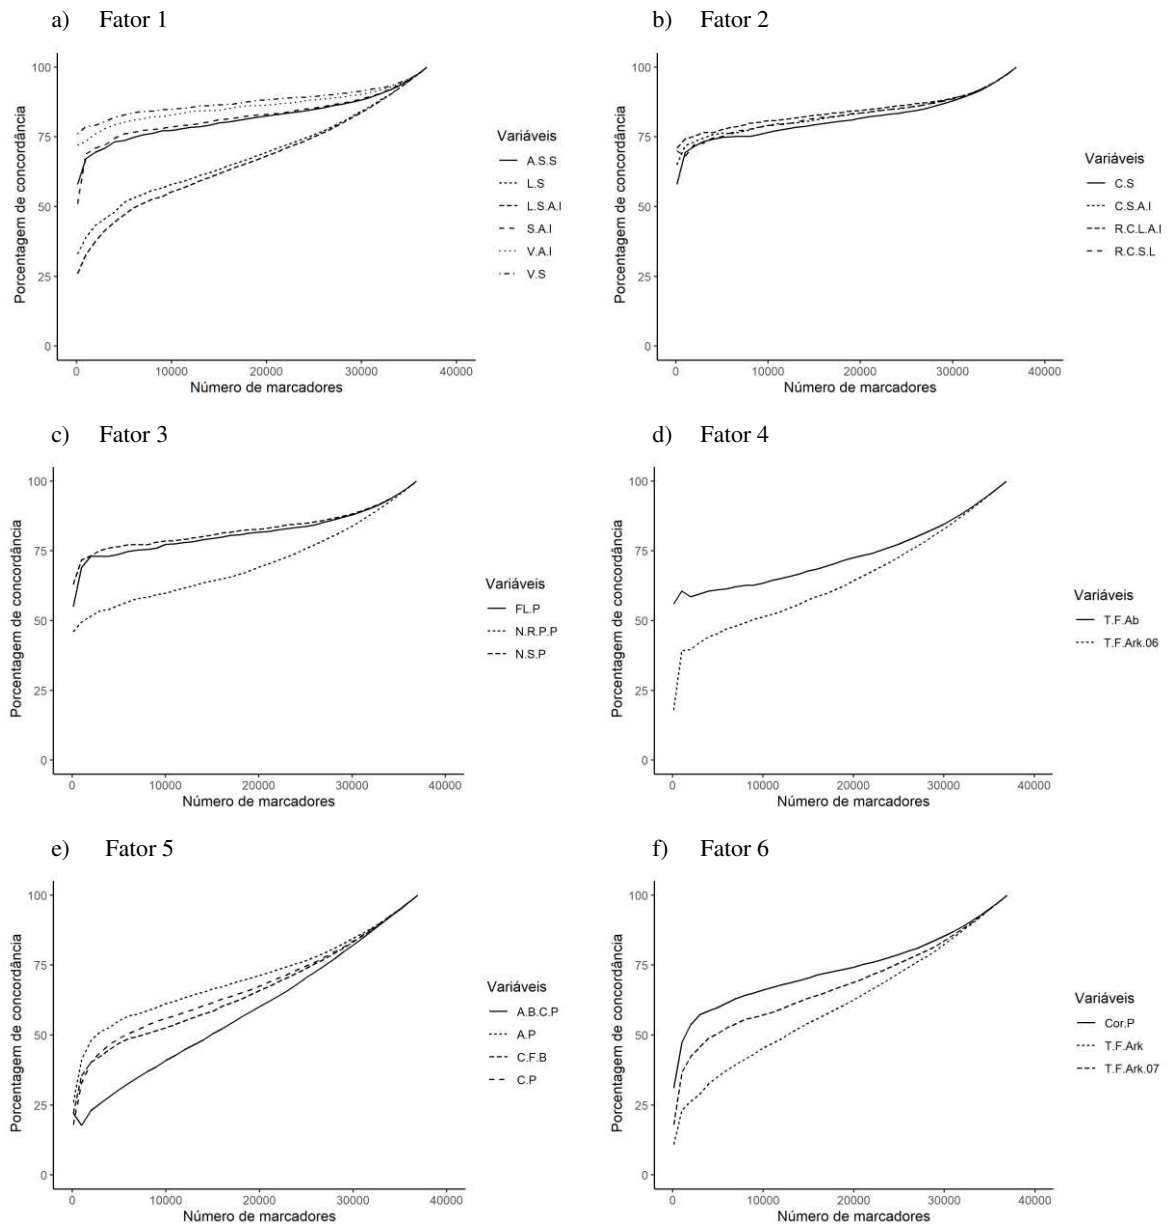 a) Fator 1
Porcentagem de concordância
100
75
50
25
0
0 10000 20000 30000 40000
Número de marcadores
Variáveis
A.S.S
L.S
L.S.A.I
S.A.I
V.A.I
V.S
b) Fator 2
Porcentagem de concordância
100
75
50
25
0
0 10000 20000 30000 40000
Número de marcadores
Variáveis
C.S
C.S.A.I
R.C.L.A.I
R.C.S.L
c) Fator 3
Porcentagem de concordância
100
75
50
25
0
0 10000 20000 30000 40000
Número de marcadores
Variáveis
FL.P
N.R.P.P
N.S.P
d) Fator 4
Porcentagem de concordância
100
75
50
25
0
0 10000 20000 30000 40000
Número de marcadores
Variáveis
T.F.Ab
T.F.Ark.06
e) Fator 5
Porcentagem de concordância
100
75
50
25
0
0 10000 20000 30000 40000
Número de marcadores
Variáveis
A.B.C.P
A.P
C.F.B
C.P
f) Fator 6
Porcentagem de concordância
100
75
50
25
0
0 10000 20000 30000 40000
Número de marcadores
Variáveis
Cor.P
T.F.Ark
T.F.Ark.07